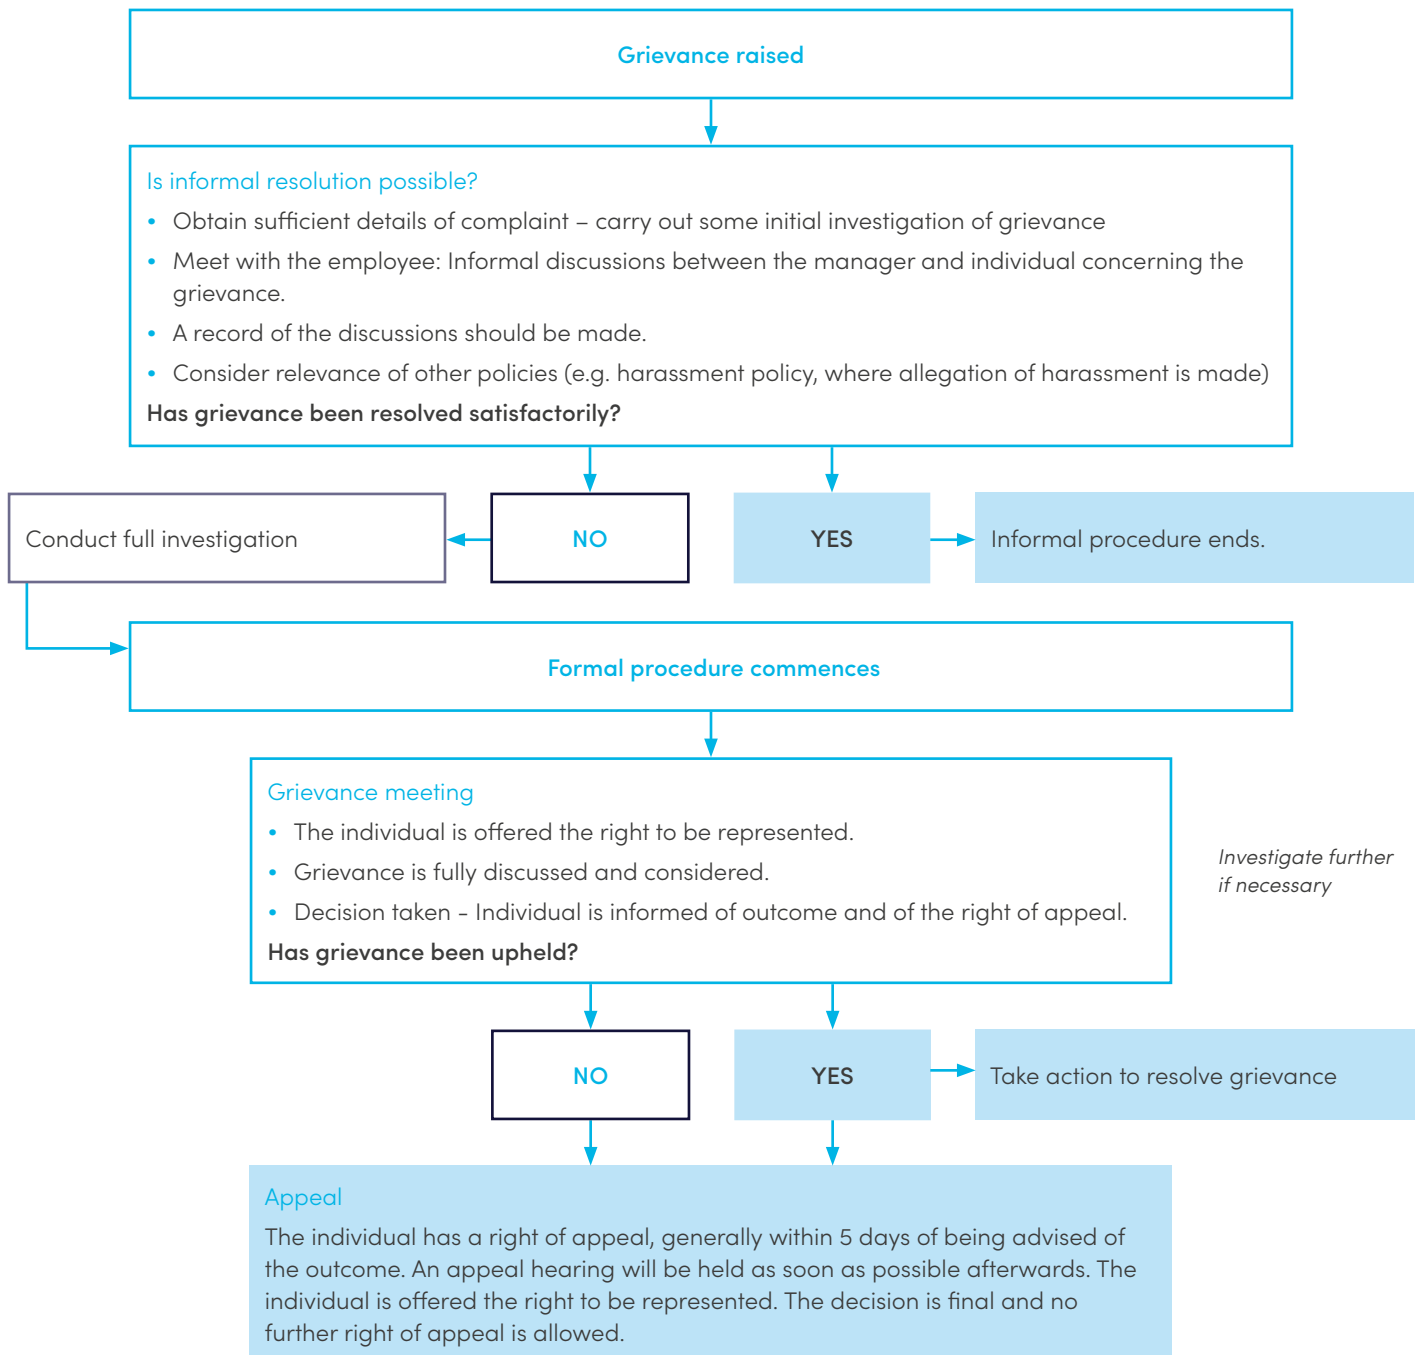 Grievance raised
Is informal resolution possible?
• Obtain sufficient details of complaint – carry out some initial investigation of grievance
• Meet with the employee: Informal discussions between the manager and individual concerning the
grievance.
• A record of the discussions should be made.
• Consider relevance of other policies (e.g. harassment policy, where allegation of harassment is made)
Has grievance been resolved satisfactorily?
Conduct full investigation
NO
YES
Informal procedure ends.
Formal procedure commences
Grievance meeting
• The individual is offered the right to be represented.
• Grievance is fully discussed and considered.
• Decision taken - Individual is informed of outcome and of the right of appeal.
Has grievance been upheld?
Investigate further
if necessary
NO
YES
Take action to resolve grievance
Appeal
The individual has a right of appeal, generally within 5 days of being advised of
the outcome. An appeal hearing will be held as soon as possible afterwards. The
individual is offered the right to be represented. The decision is final and no
further right of appeal is allowed.